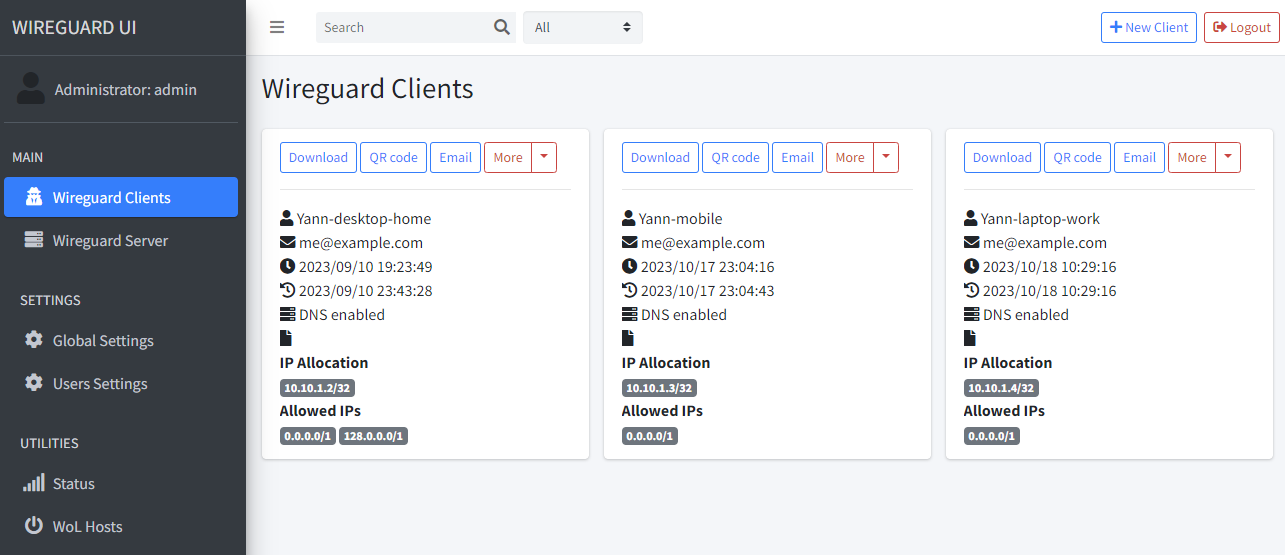 WIREGUARD UI
Administrator: admin
MAIN
Wireguard Clients
Wireguard Server
SETTINGS
Global Settings
Users Settings
UTILITIES
Status
WoL Hosts
Search
All
New Client
Logout
Wireguard Clients
Download QR code Email More
Yann-desktop-home
me@example.com
2023/09/10 19:23:49
2023/09/10 23:43:28
DNS enabled
IP Allocation
10.10.1.2/32
Allowed IPs
0.0.0.0/1 128.0.0.0/1
Download QR code Email More
Yann-mobile
me@example.com
2023/10/17 23:04:16
2023/10/17 23:04:43
DNS enabled
IP Allocation
10.10.1.3/32
Allowed IPs
0.0.0.0/1
Download QR code Email More
Yann-laptop-work
me@example.com
2023/10/18 10:29:16
2023/10/18 10:29:16
DNS enabled
IP Allocation
10.10.1.4/32
Allowed IPs
0.0.0.0/1